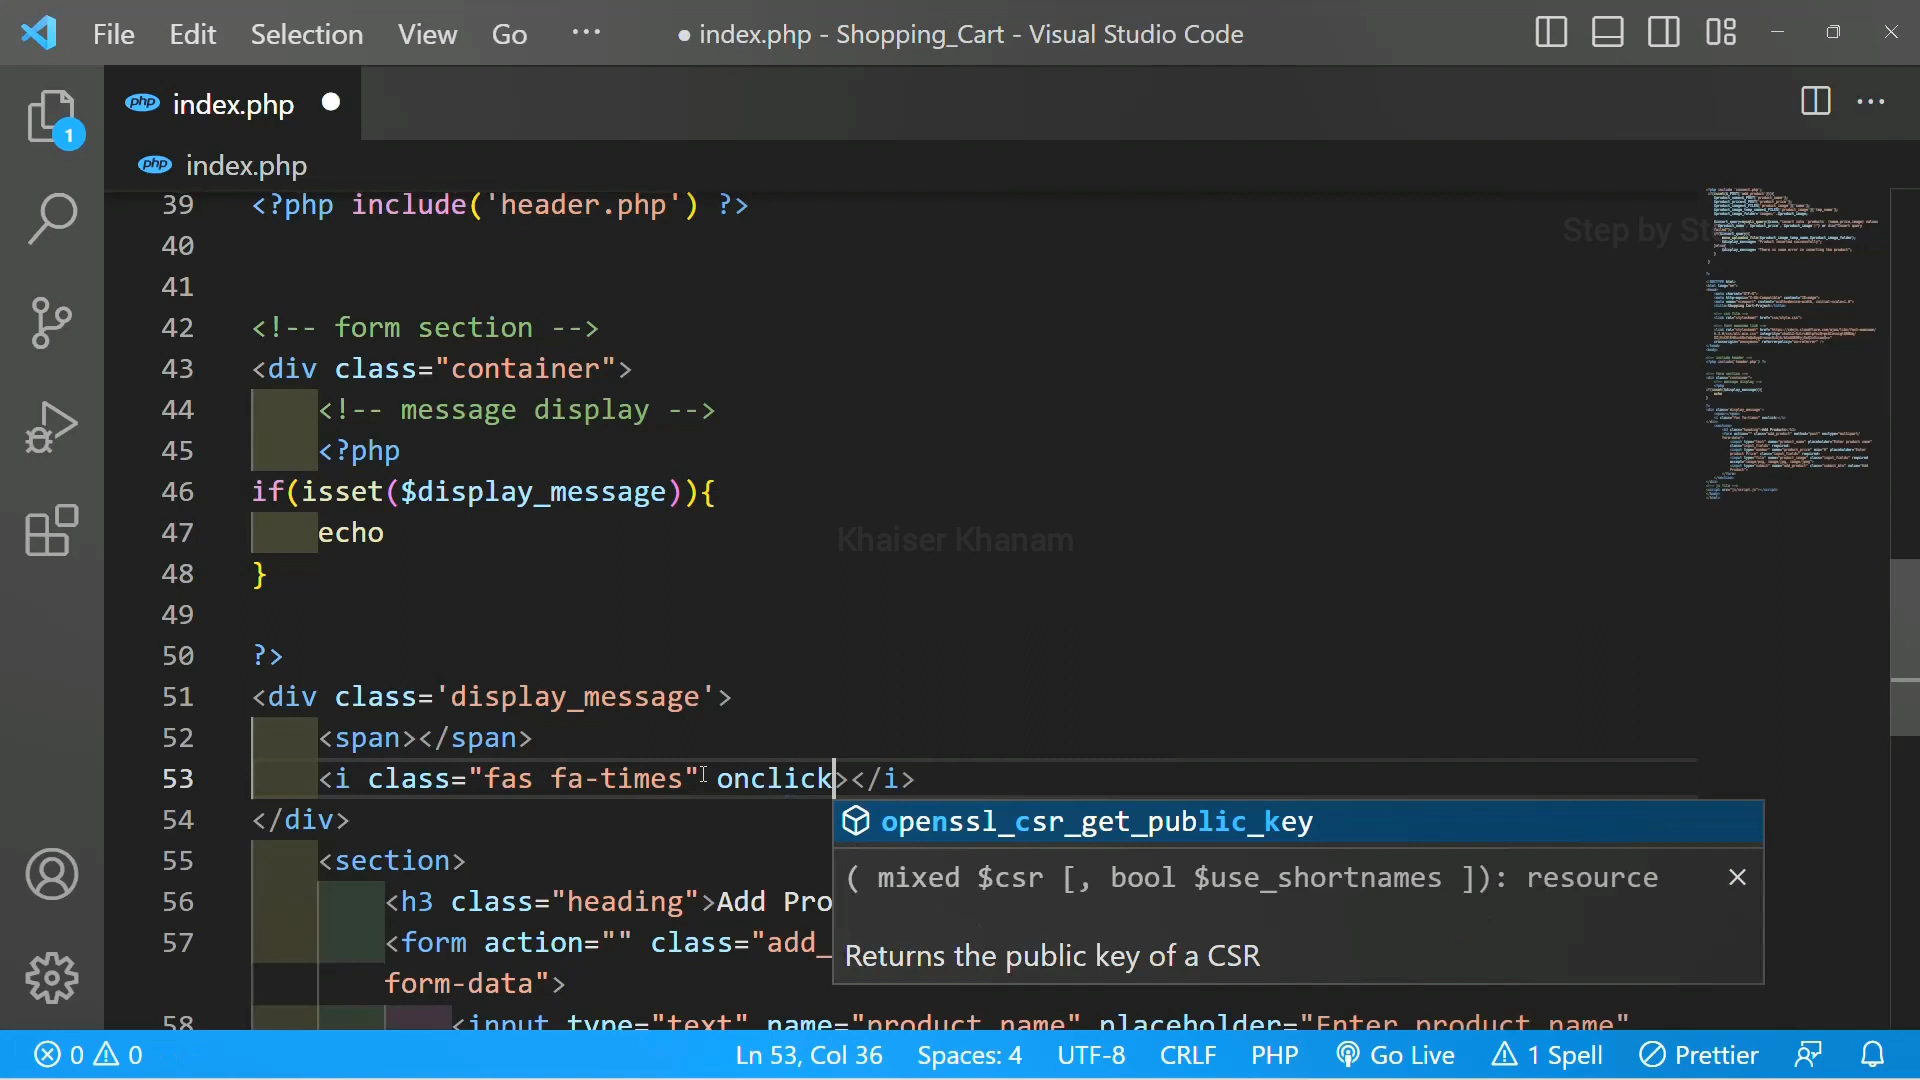 File Edit Selection View Go ··· ● index.php - Shopping_Cart - Visual Studio Code
php index.php
php index.php
1
39 <?php include('header.php') ?>
Step by St
40
41
42 <!-- form section -->
43 <div class="container">
44 <!-- message display -->
45 <?php
46 if(isset($display_message)){
47 echo
Khaiser Khanam
48 }
49
50 ?>
51 <div class='display_message'>
52 <span></span>
53 <i class="fas fa-times" onclick></i>
54 </div>
openssl_csr_get_public_key
55 <section>
( mixed $csr [, bool $use_shortnames ]): resource
56 <h3 class="heading">Add Pro
57 <form action="" class="add_
Returns the public key of a CSR
form-data">
58 <input type="text" name="product_name" placeholder="Enter product name"
0 0 Ln 53, Col 36 Spaces: 4 UTF-8 CRLF PHP Go Live 1 Spell Prettier